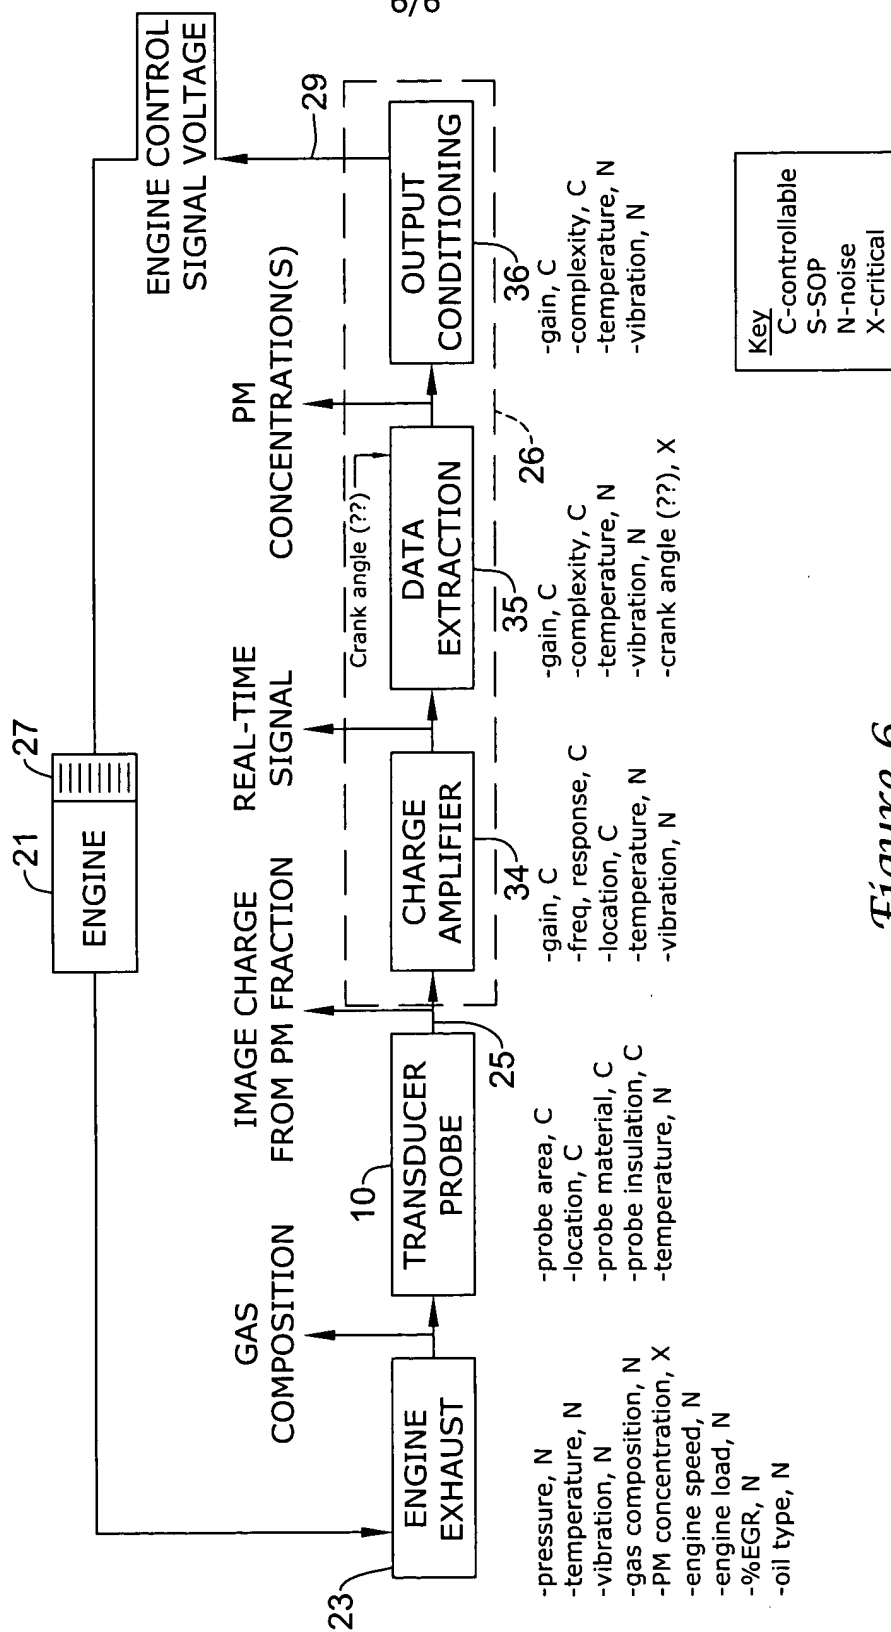 6/6
21
27
ENGINE
ENGINE CONTROL
SIGNAL VOLTAGE
29
GAS
COMPOSITION
IMAGE CHARGE
FROM PM FRACTION
REAL-TIME
SIGNAL
PM
CONCENTRATION(S)
Crank angle (??)
23
ENGINE
EXHAUST
10
TRANSDUCER
PROBE
25
CHARGE
AMPLIFIER
34
DATA
EXTRACTION
35
26
OUTPUT
CONDITIONING
36
-pressure, N
-temperature, N
-vibration, N
-gas composition, N
-PM concentration, X
-engine speed, N
-engine load, N
-%EGR, N
-oil type, N
-probe area, C
-location, C
-probe material, C
-probe insulation, C
-temperature, N
-gain, C
-freq, response, C
-location, C
-temperature, N
-vibration, N
-gain, C
-complexity, C
-temperature, N
-vibration, N
-crank angle (??), X
-gain, C
-complexity, C
-temperature, N
-vibration, N
Key
C-controllable
S-SOP
N-noise
X-critical
Figure 6